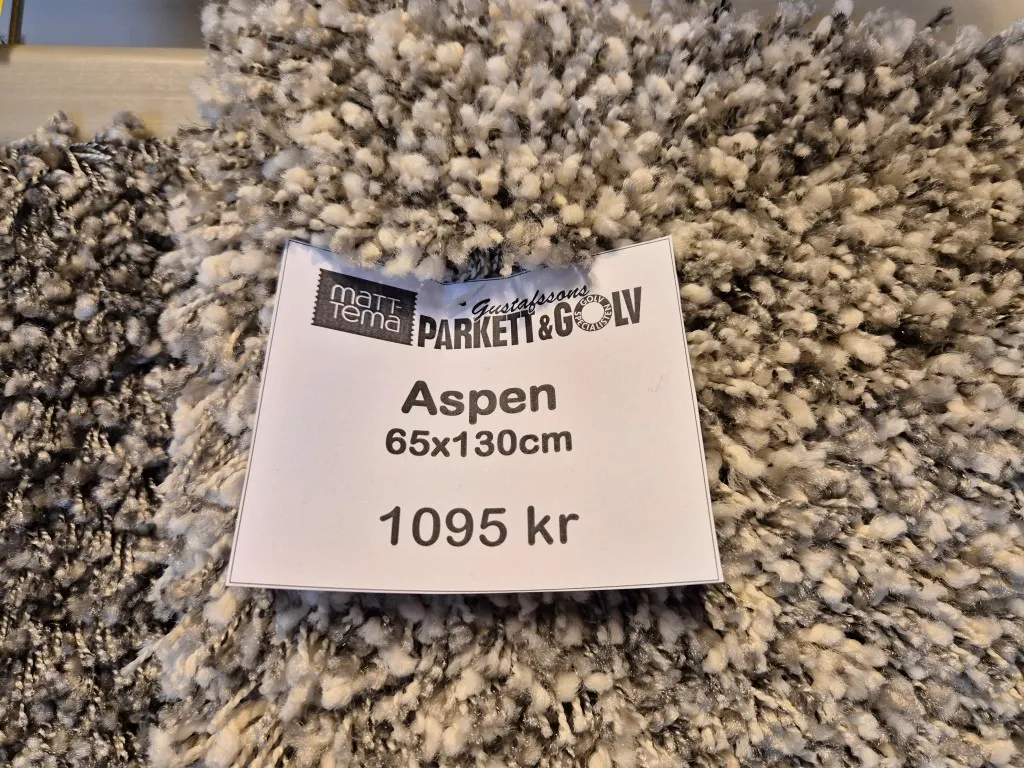 MATT-
TEMA
Gustafssons
PARKETT & GOLV
GOLV N
SPECIALISTEN
Aspen
65x130cm
1095 kr